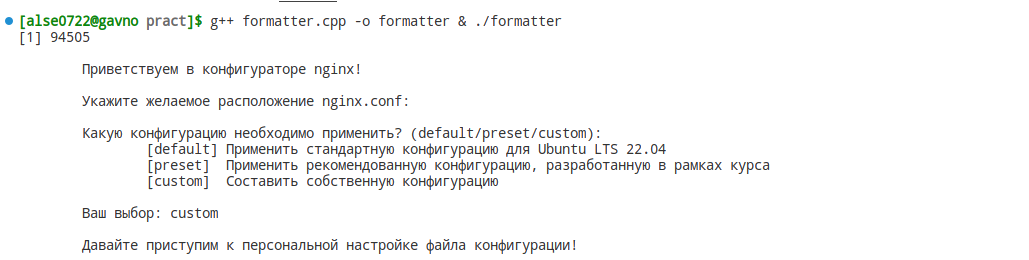 [alse0722@gavno pract]$ g++ formatter.cpp -o formatter & ./formatter
[1] 94505
Приветствуем в конфигураторе nginx!
Укажите желаемое расположение nginx.conf:
Какую конфигурацию необходимо применить? (default/preset/custom):
[default] Применить стандартную конфигурацию для Ubuntu LTS 22.04
[preset] Применить рекомендованную конфигурацию, разработанную в рамках курса
[custom] Составить собственную конфигурацию
Ваш выбор: custom
Давайте приступим к персональной настройке файла конфигурации!